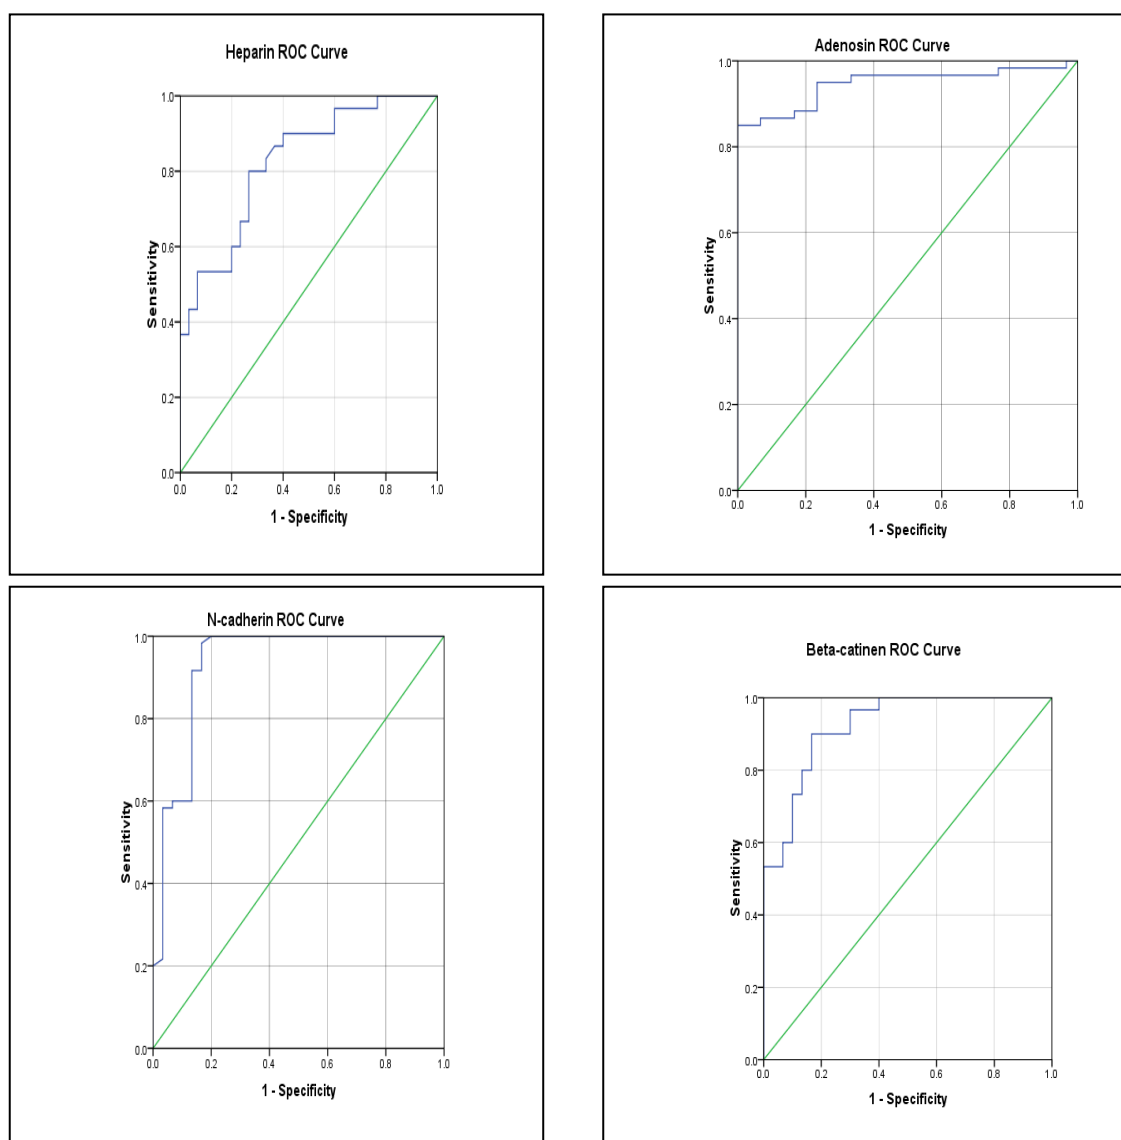 Heparin ROC Curve
1.0
0.8
0.6
0.4
0.2
0.0
Sensitivity
0.0 0.2 0.4 0.6 0.8 1.0
1 - Specificity
Adenosin ROC Curve
1.0
0.8
0.6
0.4
0.2
0.0
Sensitivity
0.0 0.2 0.4 0.6 0.8 1.0
1 - Specificity
N-cadherin ROC Curve
1.0
0.8
0.6
0.4
0.2
0.0
Sensitivity
0.0 0.2 0.4 0.6 0.8 1.0
1 - Specificity
Beta-catinen ROC Curve
1.0
0.8
0.6
0.4
0.2
0.0
Sensitivity
0.0 0.2 0.4 0.6 0.8 1.0
1 - Specificity